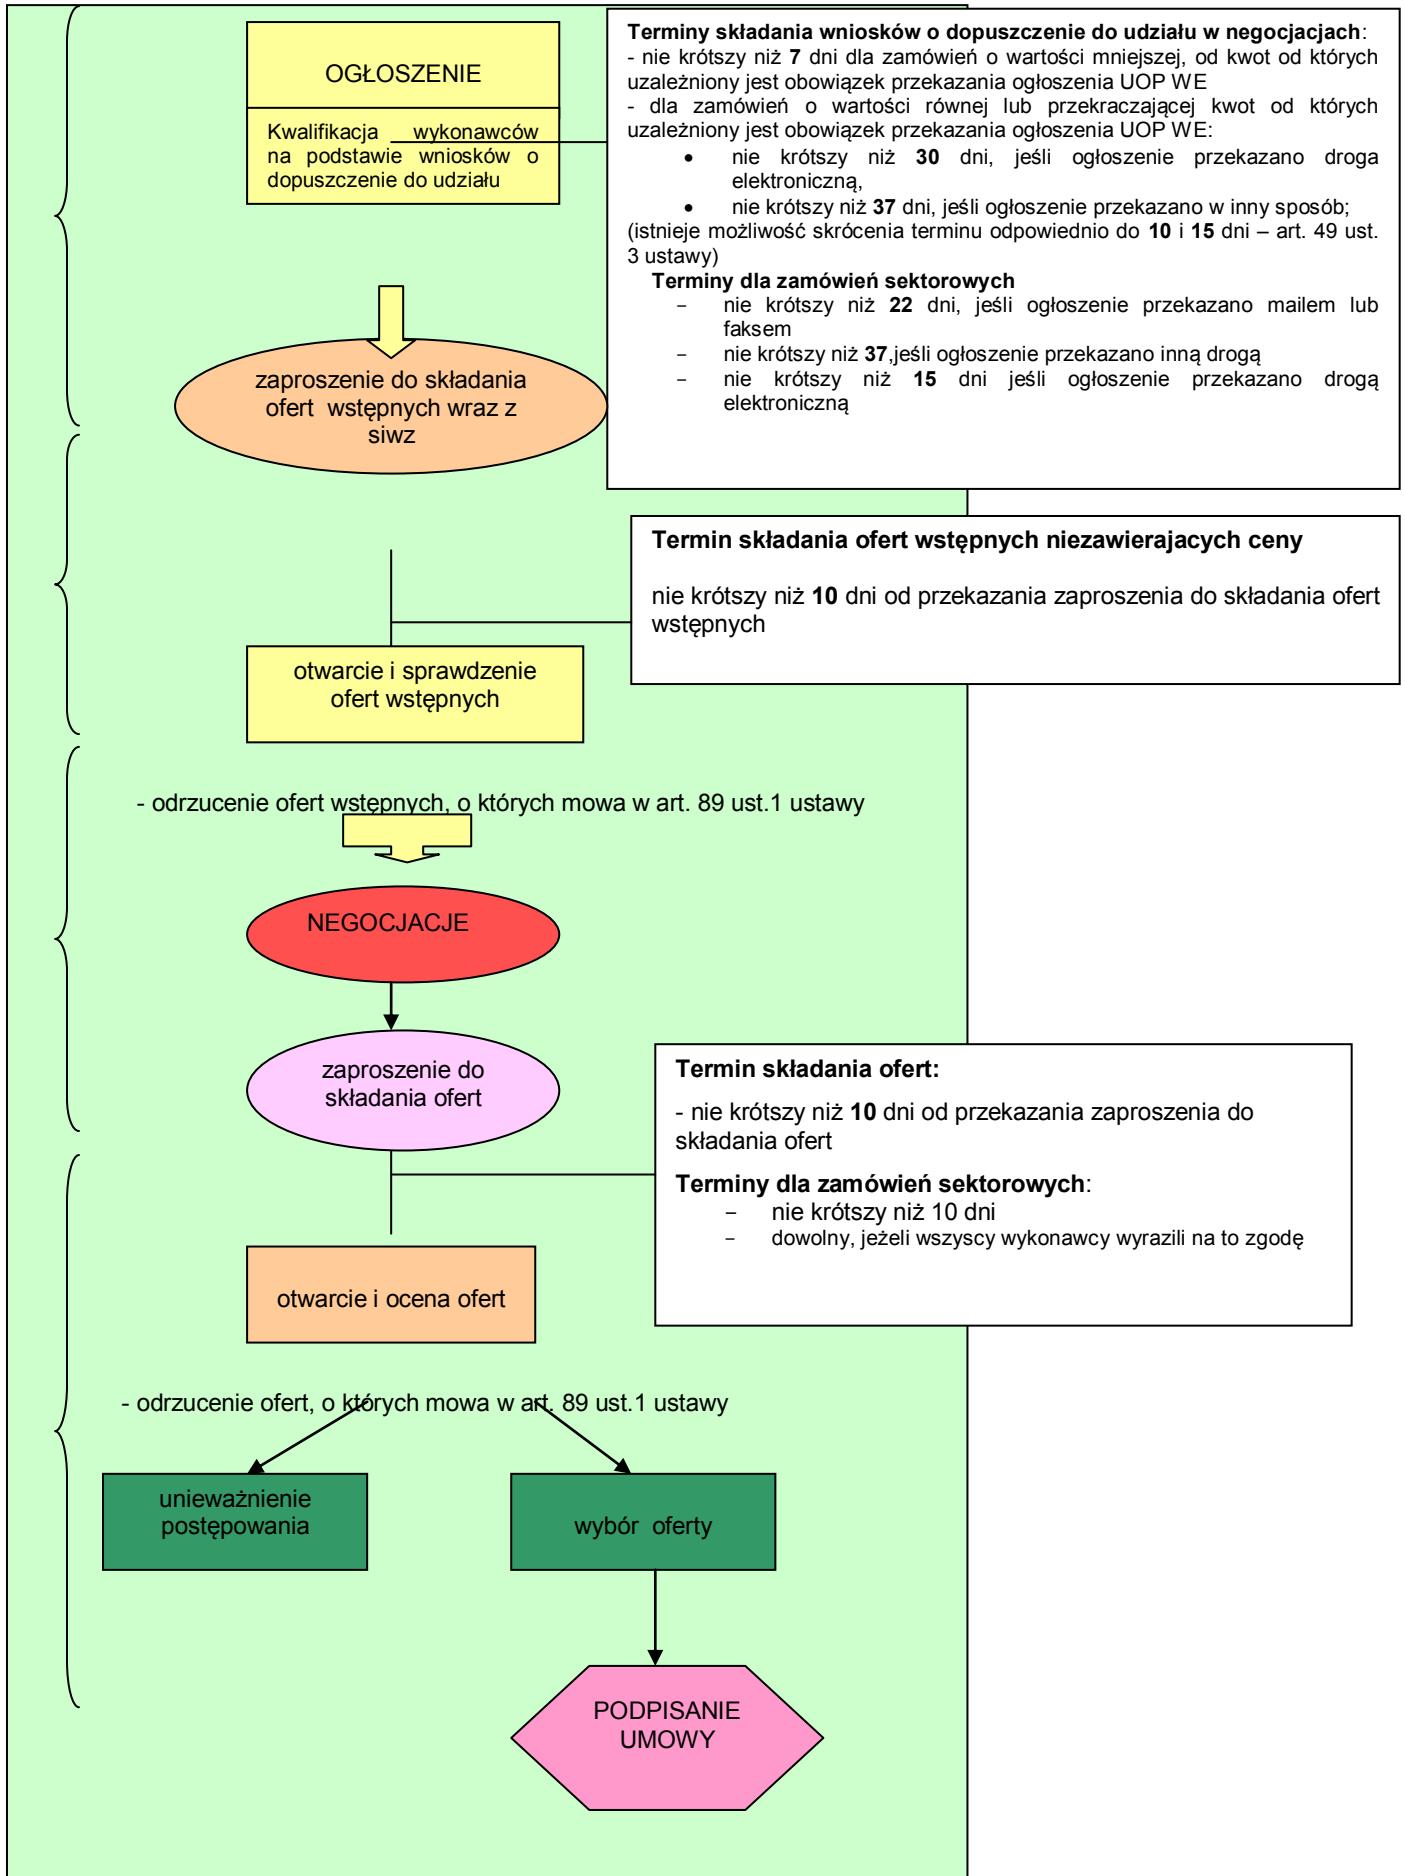 OGŁOSZENIE
Kwalifikacja wykonawców
na podstawie wniosków o
dopuszczenie do udziału
Terminy składania wniosków o dopuszczenie do udziału w negocjacjach:
- nie krótszy niż 7 dni dla zamówień o wartości mniejszej, od kwot od których
uzależniony jest obowiązek przekazania ogłoszenia UOP WE
- dla zamówień o wartości równej lub przekraczającej kwot od których
uzależniony jest obowiązek przekazania ogłoszenia UOP WE:
• nie krótszy niż 30 dni, jeśli ogłoszenie przekazano droga
elektroniczną,
• nie krótszy niż 37 dni, jeśli ogłoszenie przekazano w inny sposób;
(istnieje możliwość skrócenia terminu odpowiednio do 10 i 15 dni – art. 49 ust.
3 ustawy)
Terminy dla zamówień sektorowych
– nie krótszy niż 22 dni, jeśli ogłoszenie przekazano mailem lub
faksem
– nie krótszy niż 37,jeśli ogłoszenie przekazano inną drogą
– nie krótszy niż 15 dni jeśli ogłoszenie przekazano drogą
elektroniczną
zaproszenie do składania
ofert wstępnych wraz z
siwz
Termin składania ofert wstępnych niezawierajacych ceny
nie krótszy niż 10 dni od przekazania zaproszenia do składania ofert
wstępnych
otwarcie i sprawdzenie
ofert wstępnych
- odrzucenie ofert wstępnych, o których mowa w art. 89 ust.1 ustawy
NEGOCJACJE
zaproszenie do
składania ofert
Termin składania ofert:
- nie krótszy niż 10 dni od przekazania zaproszenia do
składania ofert
Terminy dla zamówień sektorowych:
– nie krótszy niż 10 dni
– dowolny, jeżeli wszyscy wykonawcy wyrazili na to zgodę
otwarcie i ocena ofert
- odrzucenie ofert, o których mowa w art. 89 ust.1 ustawy
unieważnienie
postępowania
wybór oferty
PODPISANIE
UMOWY